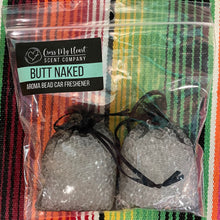 Cross My Heart
SCENT COMPANY
BUTT NAKED
AROMA BEAD CAR FRESHENER